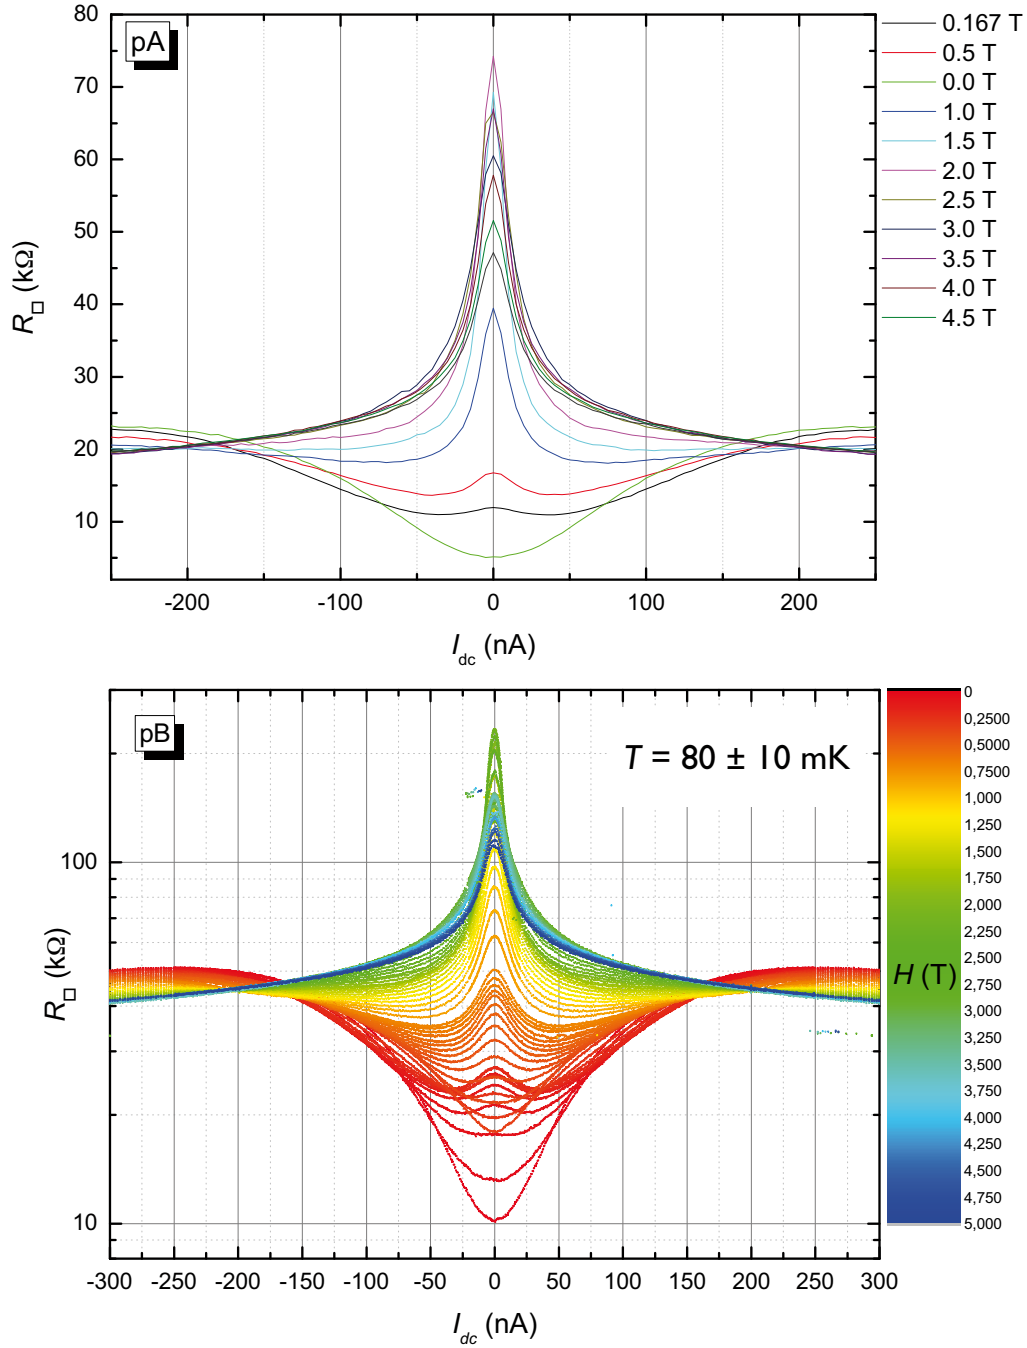 pA
80
70
60
50
40
30
20
10
R□ (kΩ)
-200 -100 0 100 200
I_dc (nA)
0.167 T
0.5 T
0.0 T
1.0 T
1.5 T
2.0 T
2.5 T
3.0 T
3.5 T
4.0 T
4.5 T
pB
T = 80 ± 10 mK
100
10
R□ (kΩ)
-300 -250 -200 -150 -100 -50 0 50 100 150 200 250 300
I_dc (nA)
H (T)
0
0,2500
0,5000
0,7500
1,000
1,250
1,500
1,750
2,000
2,250
2,500
2,750
3,000
3,250
3,500
3,750
4,000
4,250
4,500
4,750
5,000